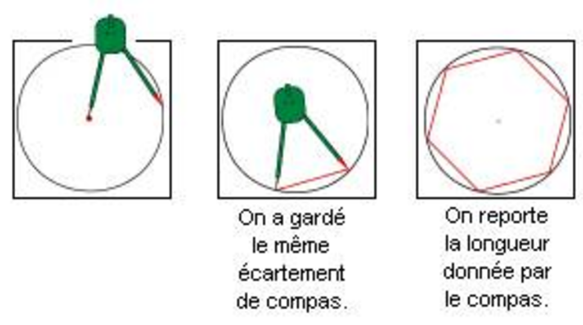 On a gardé
le même
écartement
de compas.
On reporte
la longueur
donnée par
le compas.